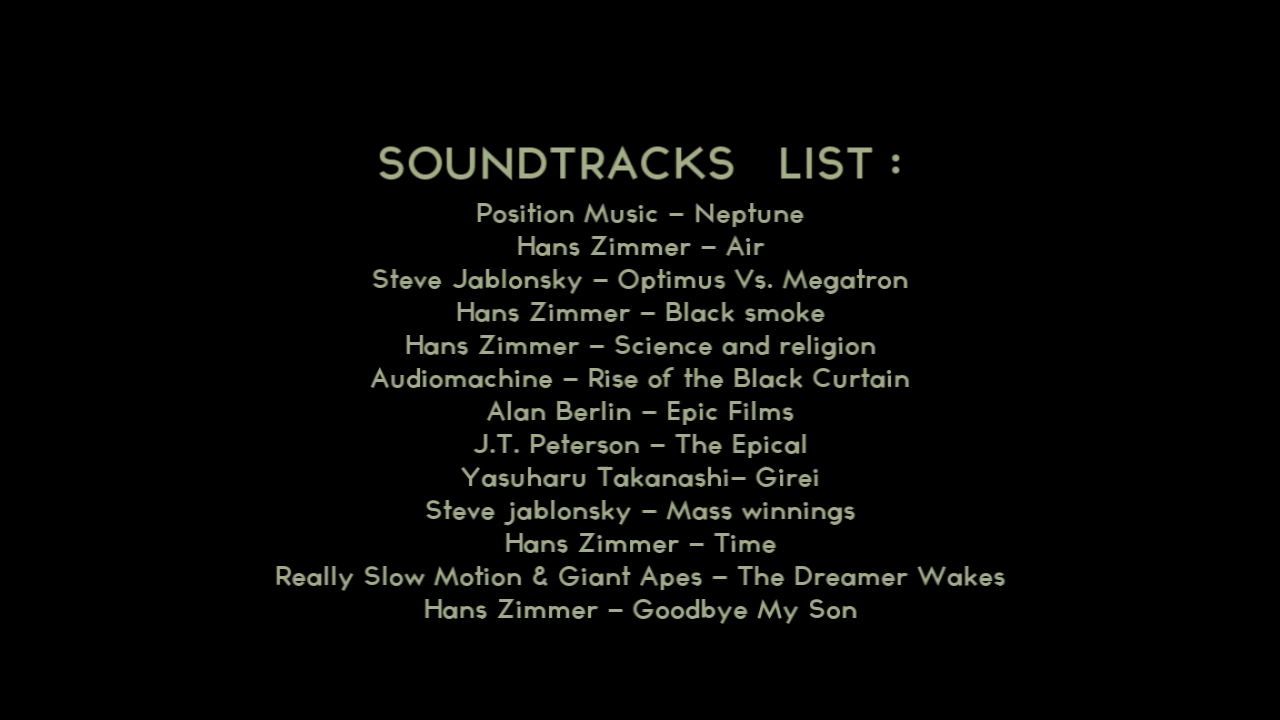 SOUNDTRACKS LIST :
Position Music – Neptune
Hans Zimmer – Air
Steve Jablonsky – Optimus Vs. Megatron
Hans Zimmer – Black smoke
Hans Zimmer – Science and religion
Audiomachine – Rise of the Black Curtain
Alan Berlin – Epic Films
J.T. Peterson – The Epical
Yasuharu Takanashi– Girei
Steve jablonsky – Mass winnings
Hans Zimmer – Time
Really Slow Motion & Giant Apes – The Dreamer Wakes
Hans Zimmer – Goodbye My Son